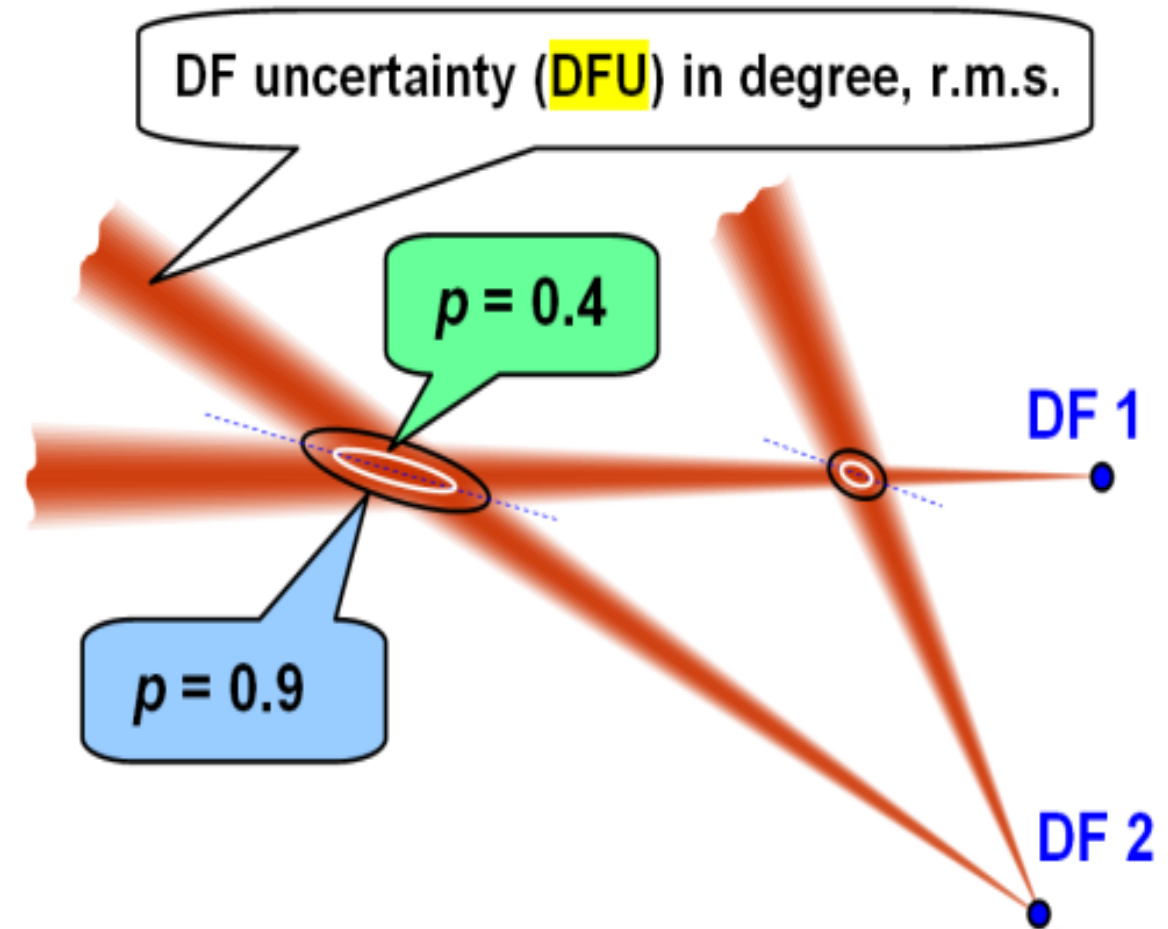 DF uncertainty (DFU) in degree, r.m.s.
p = 0.4
DF 1
p = 0.9
DF 2